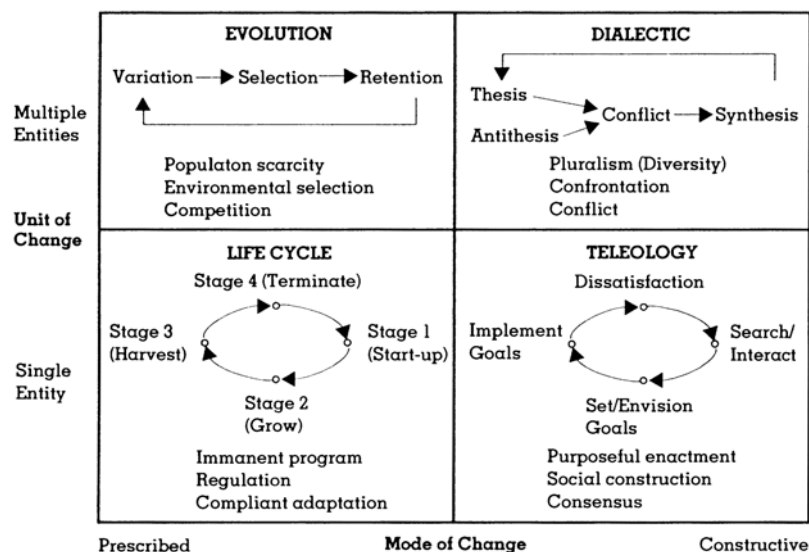 EVOLUTION
Variation Selection Retention
Populaton scarcity
Environmental selection
Competition
DIALECTIC
Thesis
Antithesis
Conflict Synthesis
Pluralism (Diversity)
Confrontation
Conflict
Multiple
Entities
Unit of
Change
Single
Entity
LIFE CYCLE
Stage 4 (Terminate)
Stage 3
(Harvest)
Stage 1
(Start-up)
Stage 2
(Grow)
Immanent program
Regulation
Compliant adaptation
TELEOLOGY
Dissatisfaction
Implement
Goals
Search/
Interact
Set/Envision
Goals
Purposeful enactment
Social construction
Consensus
Prescribed Mode of Change Constructive